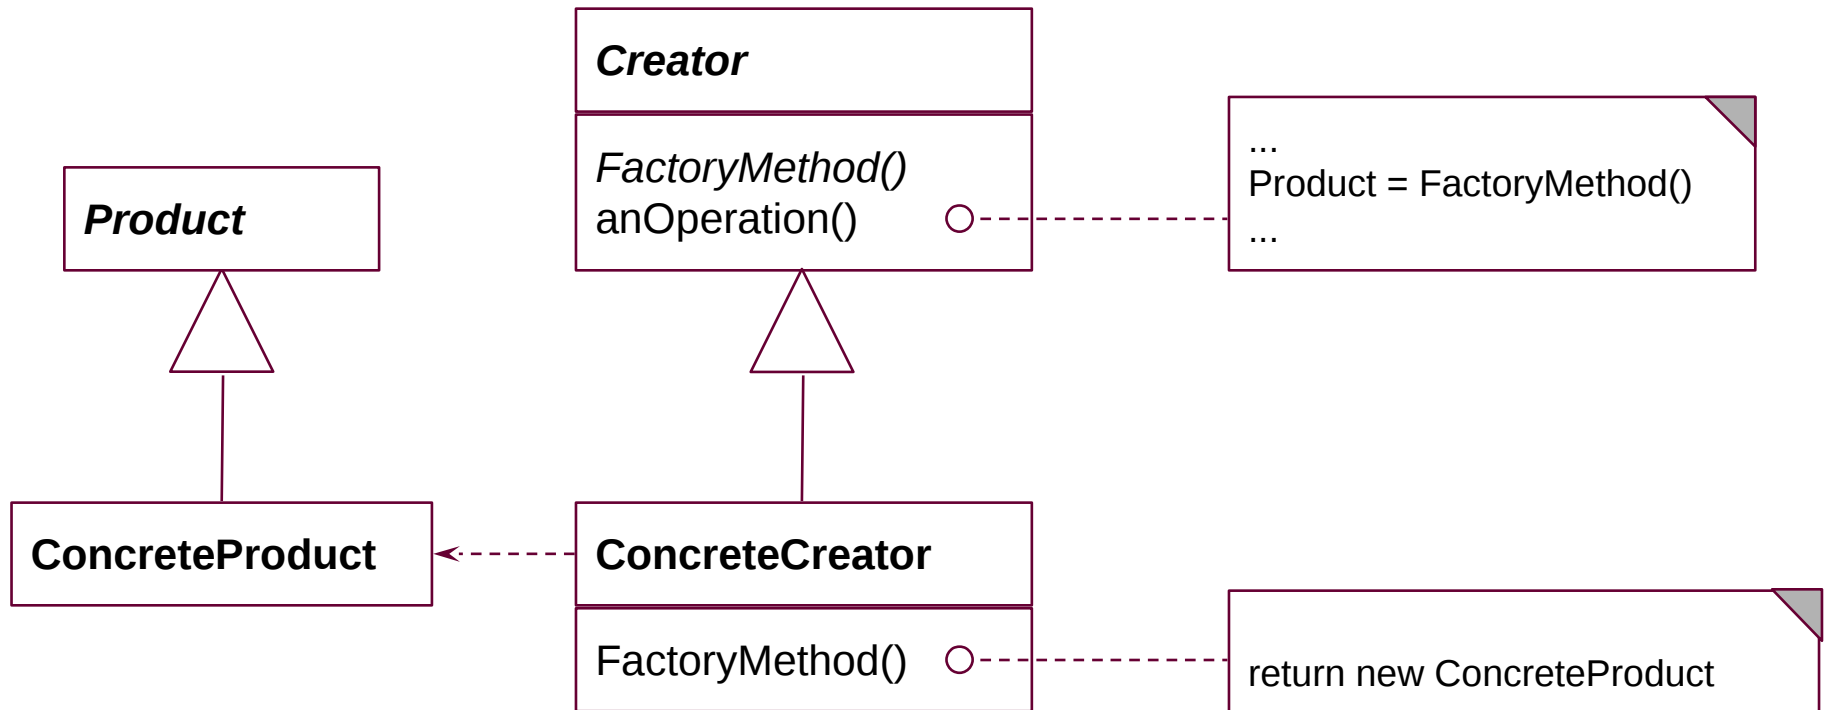 Creator
FactoryMethod()
anOperation()
...
Product = FactoryMethod()
...
Product
ConcreteProduct
ConcreteCreator
FactoryMethod()
return new ConcreteProduct